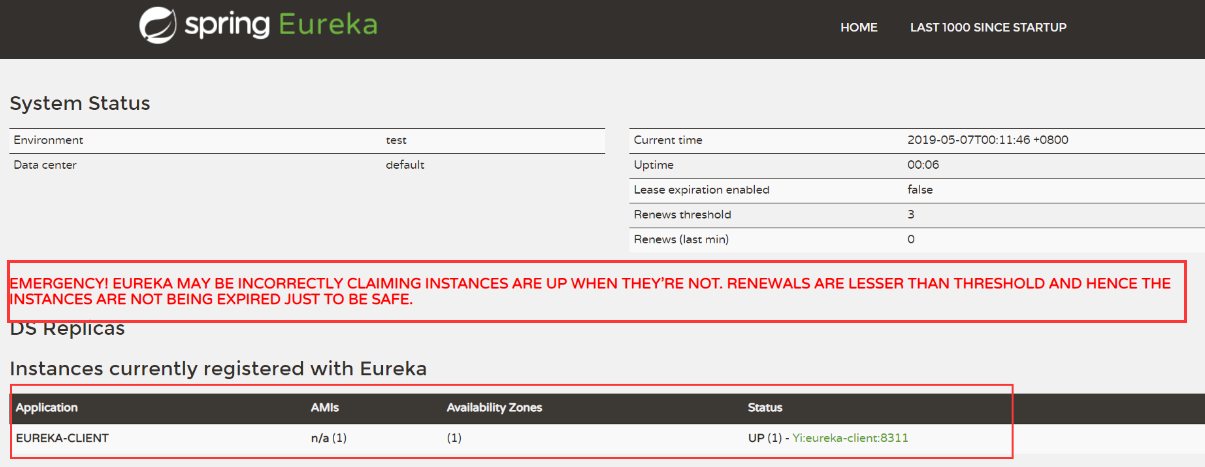 spring Eureka HOME LAST 1000 SINCE STARTUP
System Status
Environment test Current time 2019-05-07T00:11:46 +0800
Data center default Uptime 00:06
Lease expiration enabled false
Renews threshold 3
Renews (last min) 0
EMERGENCY! EUREKA MAY BE INCORRECTLY CLAIMING INSTANCES ARE UP WHEN THEY'RE NOT. RENEWALS ARE LESSER THAN THRESHOLD AND HENCE THE
INSTANCES ARE NOT BEING EXPIRED JUST TO BE SAFE.
DS Replicas
Instances currently registered with Eureka
Application AMIs Availability Zones Status
EUREKA-CLIENT n/a (1) (1) UP (1) - Yi:eureka-client:8311